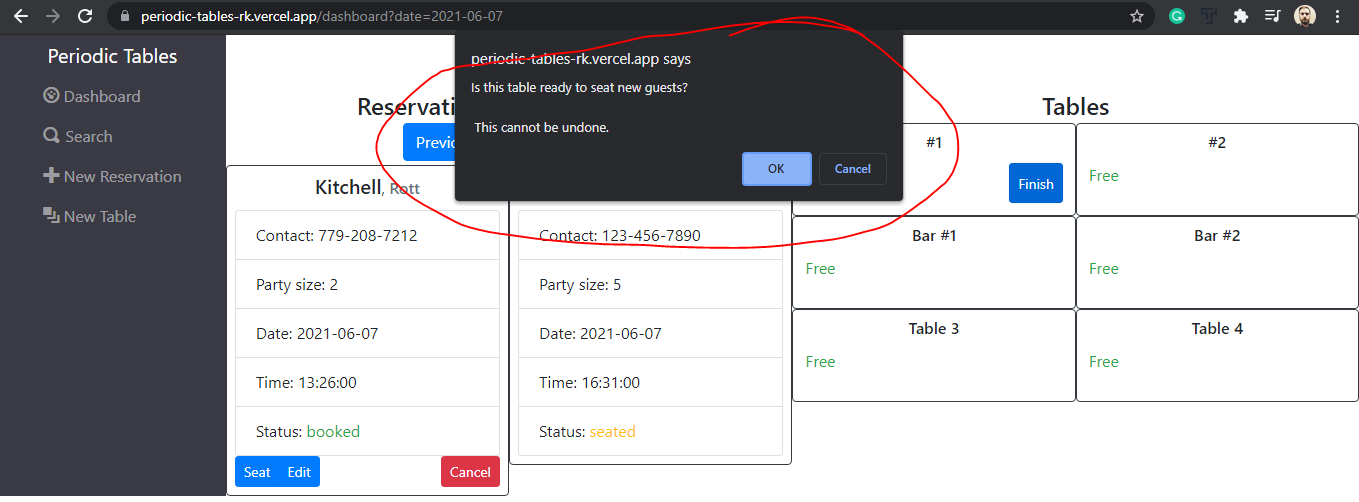 periodic-tables-rk.vercel.app/dashboard?date=2021-06-07
Periodic Tables
Dashboard
Search
New Reservation
New Table
periodic-tables-rk.vercel.app says
Is this table ready to seat new guests?
This cannot be undone.
OK
Cancel
Reservati
Previo
Kitchell, Rott
Contact: 779-208-7212
Party size: 2
Date: 2021-06-07
Time: 13:26:00
Status: booked
Seat
Edit
Cancel
Contact: 123-456-7890
Party size: 5
Date: 2021-06-07
Time: 16:31:00
Status: seated
Tables
#1
Finish
#2
Free
Bar #1
Free
Bar #2
Free
Table 3
Free
Table 4
Free